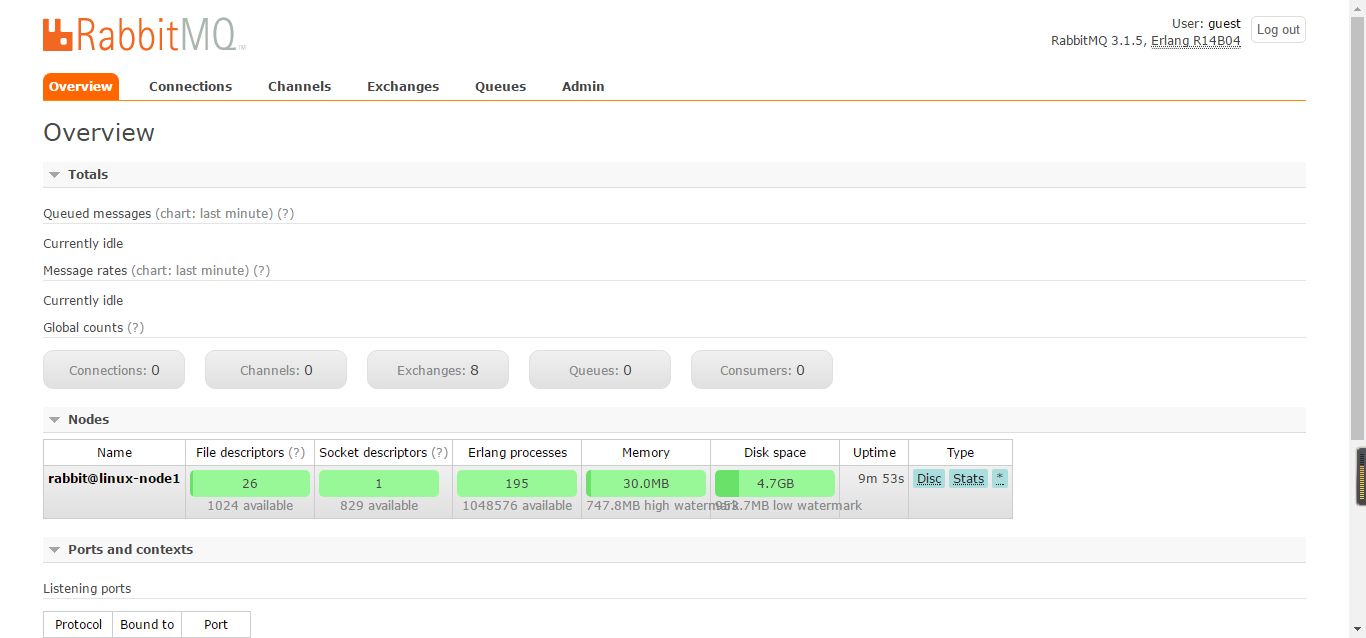 RabbitMQ™
User: guest
RabbitMQ 3.1.5, Erlang R14B04
Log out
Overview Connections Channels Exchanges Queues Admin
Overview
Totals
Queued messages (chart: last minute) (?)
Currently idle
Message rates (chart: last minute) (?)
Currently idle
Global counts (?)
Connections: 0 Channels: 0 Exchanges: 8 Queues: 0 Consumers: 0
Nodes
Name File descriptors (?) Socket descriptors (?) Erlang processes Memory Disk space Uptime Type
rabbit@linux-node1 26 1 195 30.0MB 4.7GB 9m 53s Disc Stats *
1024 available 829 available 1048576 available 747.8MB high watermark 953.7MB low watermark
Ports and contexts
Listening ports
Protocol Bound to Port